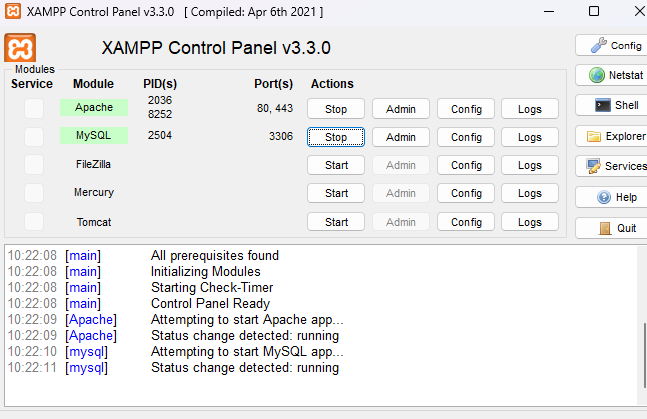 XAMPP Control Panel v3.3.0   [ Compiled: Apr 6th 2021 ]
XAMPP Control Panel v3.3.0
Config
Modules
Service Module PID(s) Port(s) Actions
Netstat
Apache 2036 8252 80, 443 Stop Admin Config Logs
Shell
MySQL 2504 3306 Stop Admin Config Logs
Explorer
FileZilla Start Admin Config Logs
Services
Mercury Start Admin Config Logs
Help
Tomcat Start Admin Config Logs
Quit
10:22:08 [main] All prerequisites found
10:22:08 [main] Initializing Modules
10:22:08 [main] Starting Check-Timer
10:22:08 [main] Control Panel Ready
10:22:09 [Apache] Attempting to start Apache app...
10:22:09 [Apache] Status change detected: running
10:22:10 [mysql] Attempting to start MySQL app...
10:22:11 [mysql] Status change detected: running